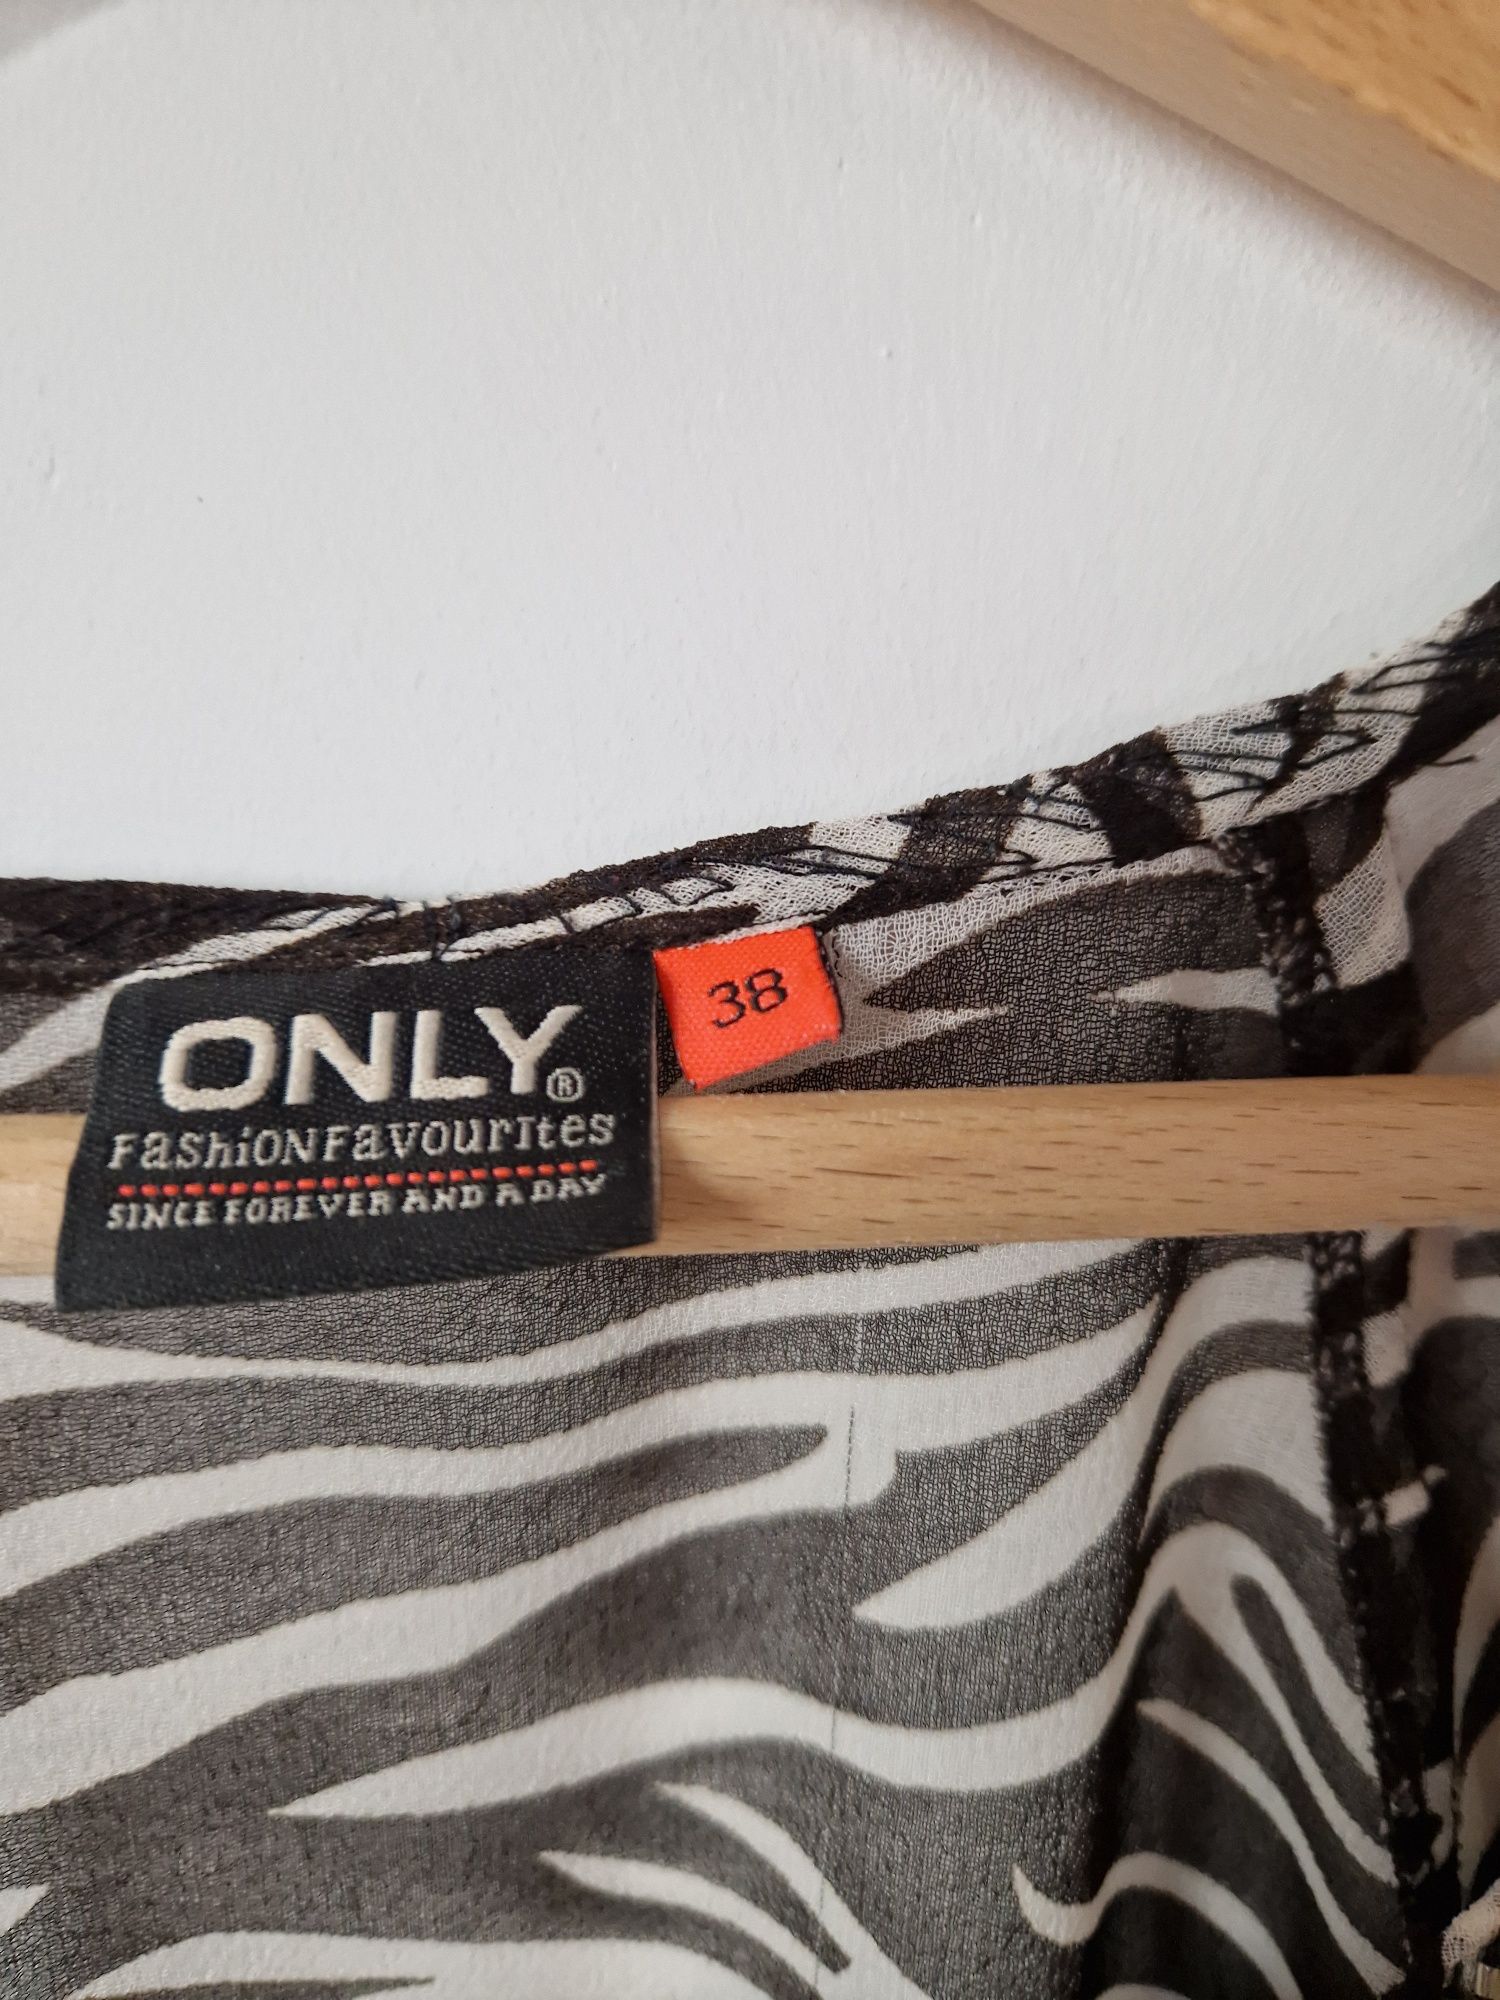 ONLY®
FaShiONFavourItes
SINCE FOREVER AND A DAY
38